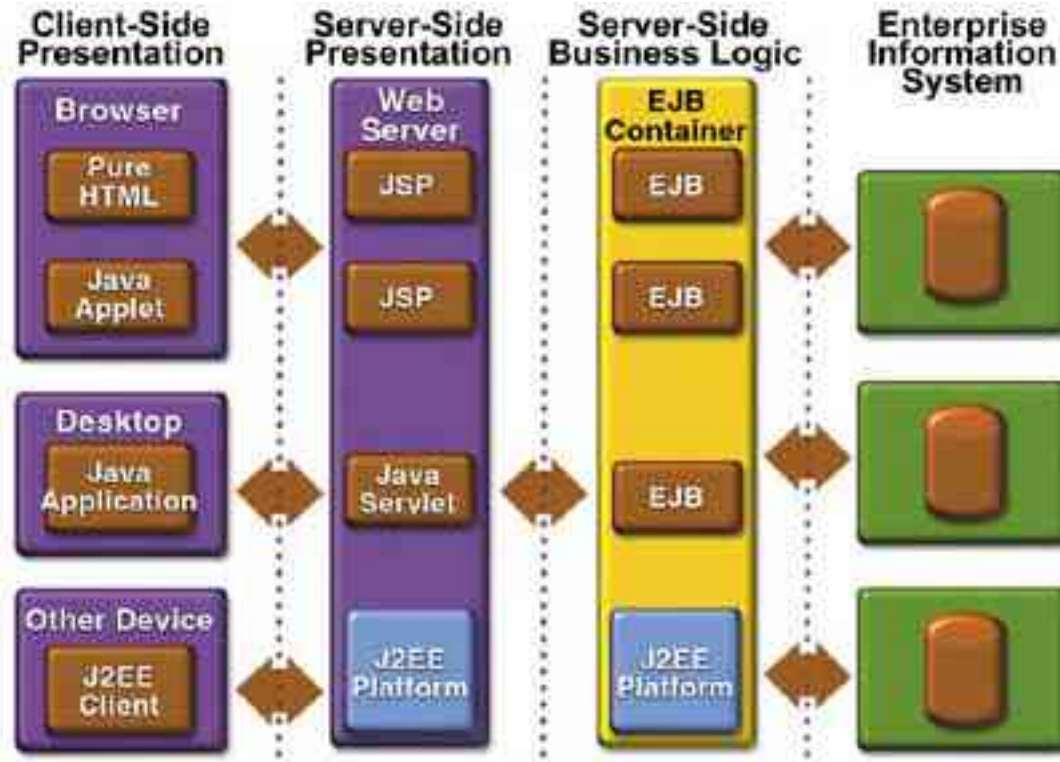 Client-Side
Presentation
Server-Side
Presentation
Server-Side
Business Logic
Enterprise
Information
System
Browser
Pure
HTML
Java
Applet
Desktop
Java
Application
Other Device
J2EE
Client
Web
Server
JSP
JSP
Java
Servlet
J2EE
Platform
EJB
Container
EJB
EJB
EJB
J2EE
Platform